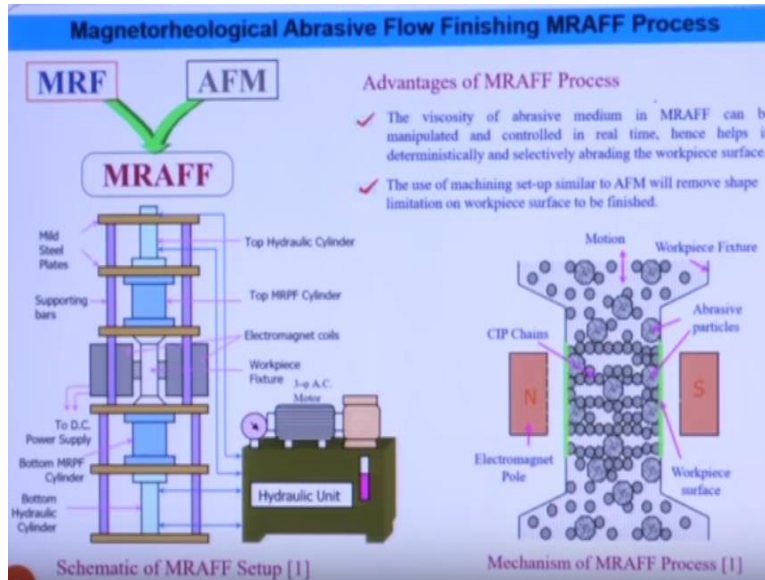 Magnetorheological Abrasive Flow Finishing MRAFF Process
MRF
AFM
MRAFF
Advantages of MRAFF Process
The viscosity of abrasive medium in MRAFF can b
manipulated and controlled in real time, hence helps i
deterministically and selectively abrading the workpiece surface
The use of machining set-up similar to AFM will remove shape
limitation on workpiece surface to be finished.
Mild
Steel
Plates
Supporting
bars
To D.C.
Power Supply
Bottom MRPF
Cylinder
Bottom
Hydraulic
Cylinder
Top Hydraulic Cylinder
Top MRPF Cylinder
Electromagnet coils
Workpiece
Fixture
3-φ A.C.
Motor
Hydraulic Unit
Schematic of MRAFF Setup [1]
Motion
Workpiece Fixture
CIP Chains
Abrasive
particles
N
S
Electromagnet
Pole
Workpiece
surface
Mechanism of MRAFF Process [1]